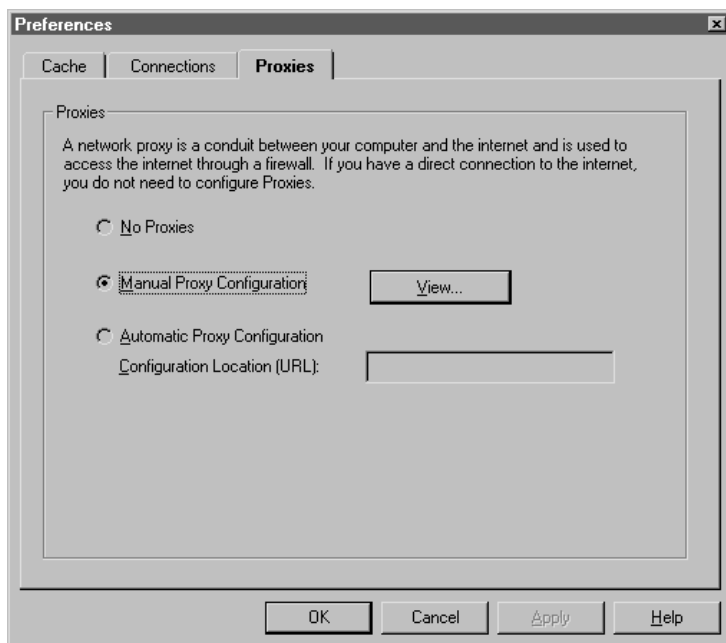 Preferences
Cache Connections Proxies
Proxies
A network proxy is a conduit between your computer and the internet and is used to
access the internet through a firewall. If you have a direct connection to the internet,
you do not need to configure Proxies.
No Proxies
Manual Proxy Configuration View...
Automatic Proxy Configuration
Configuration Location (URL):
OK Cancel Apply Help